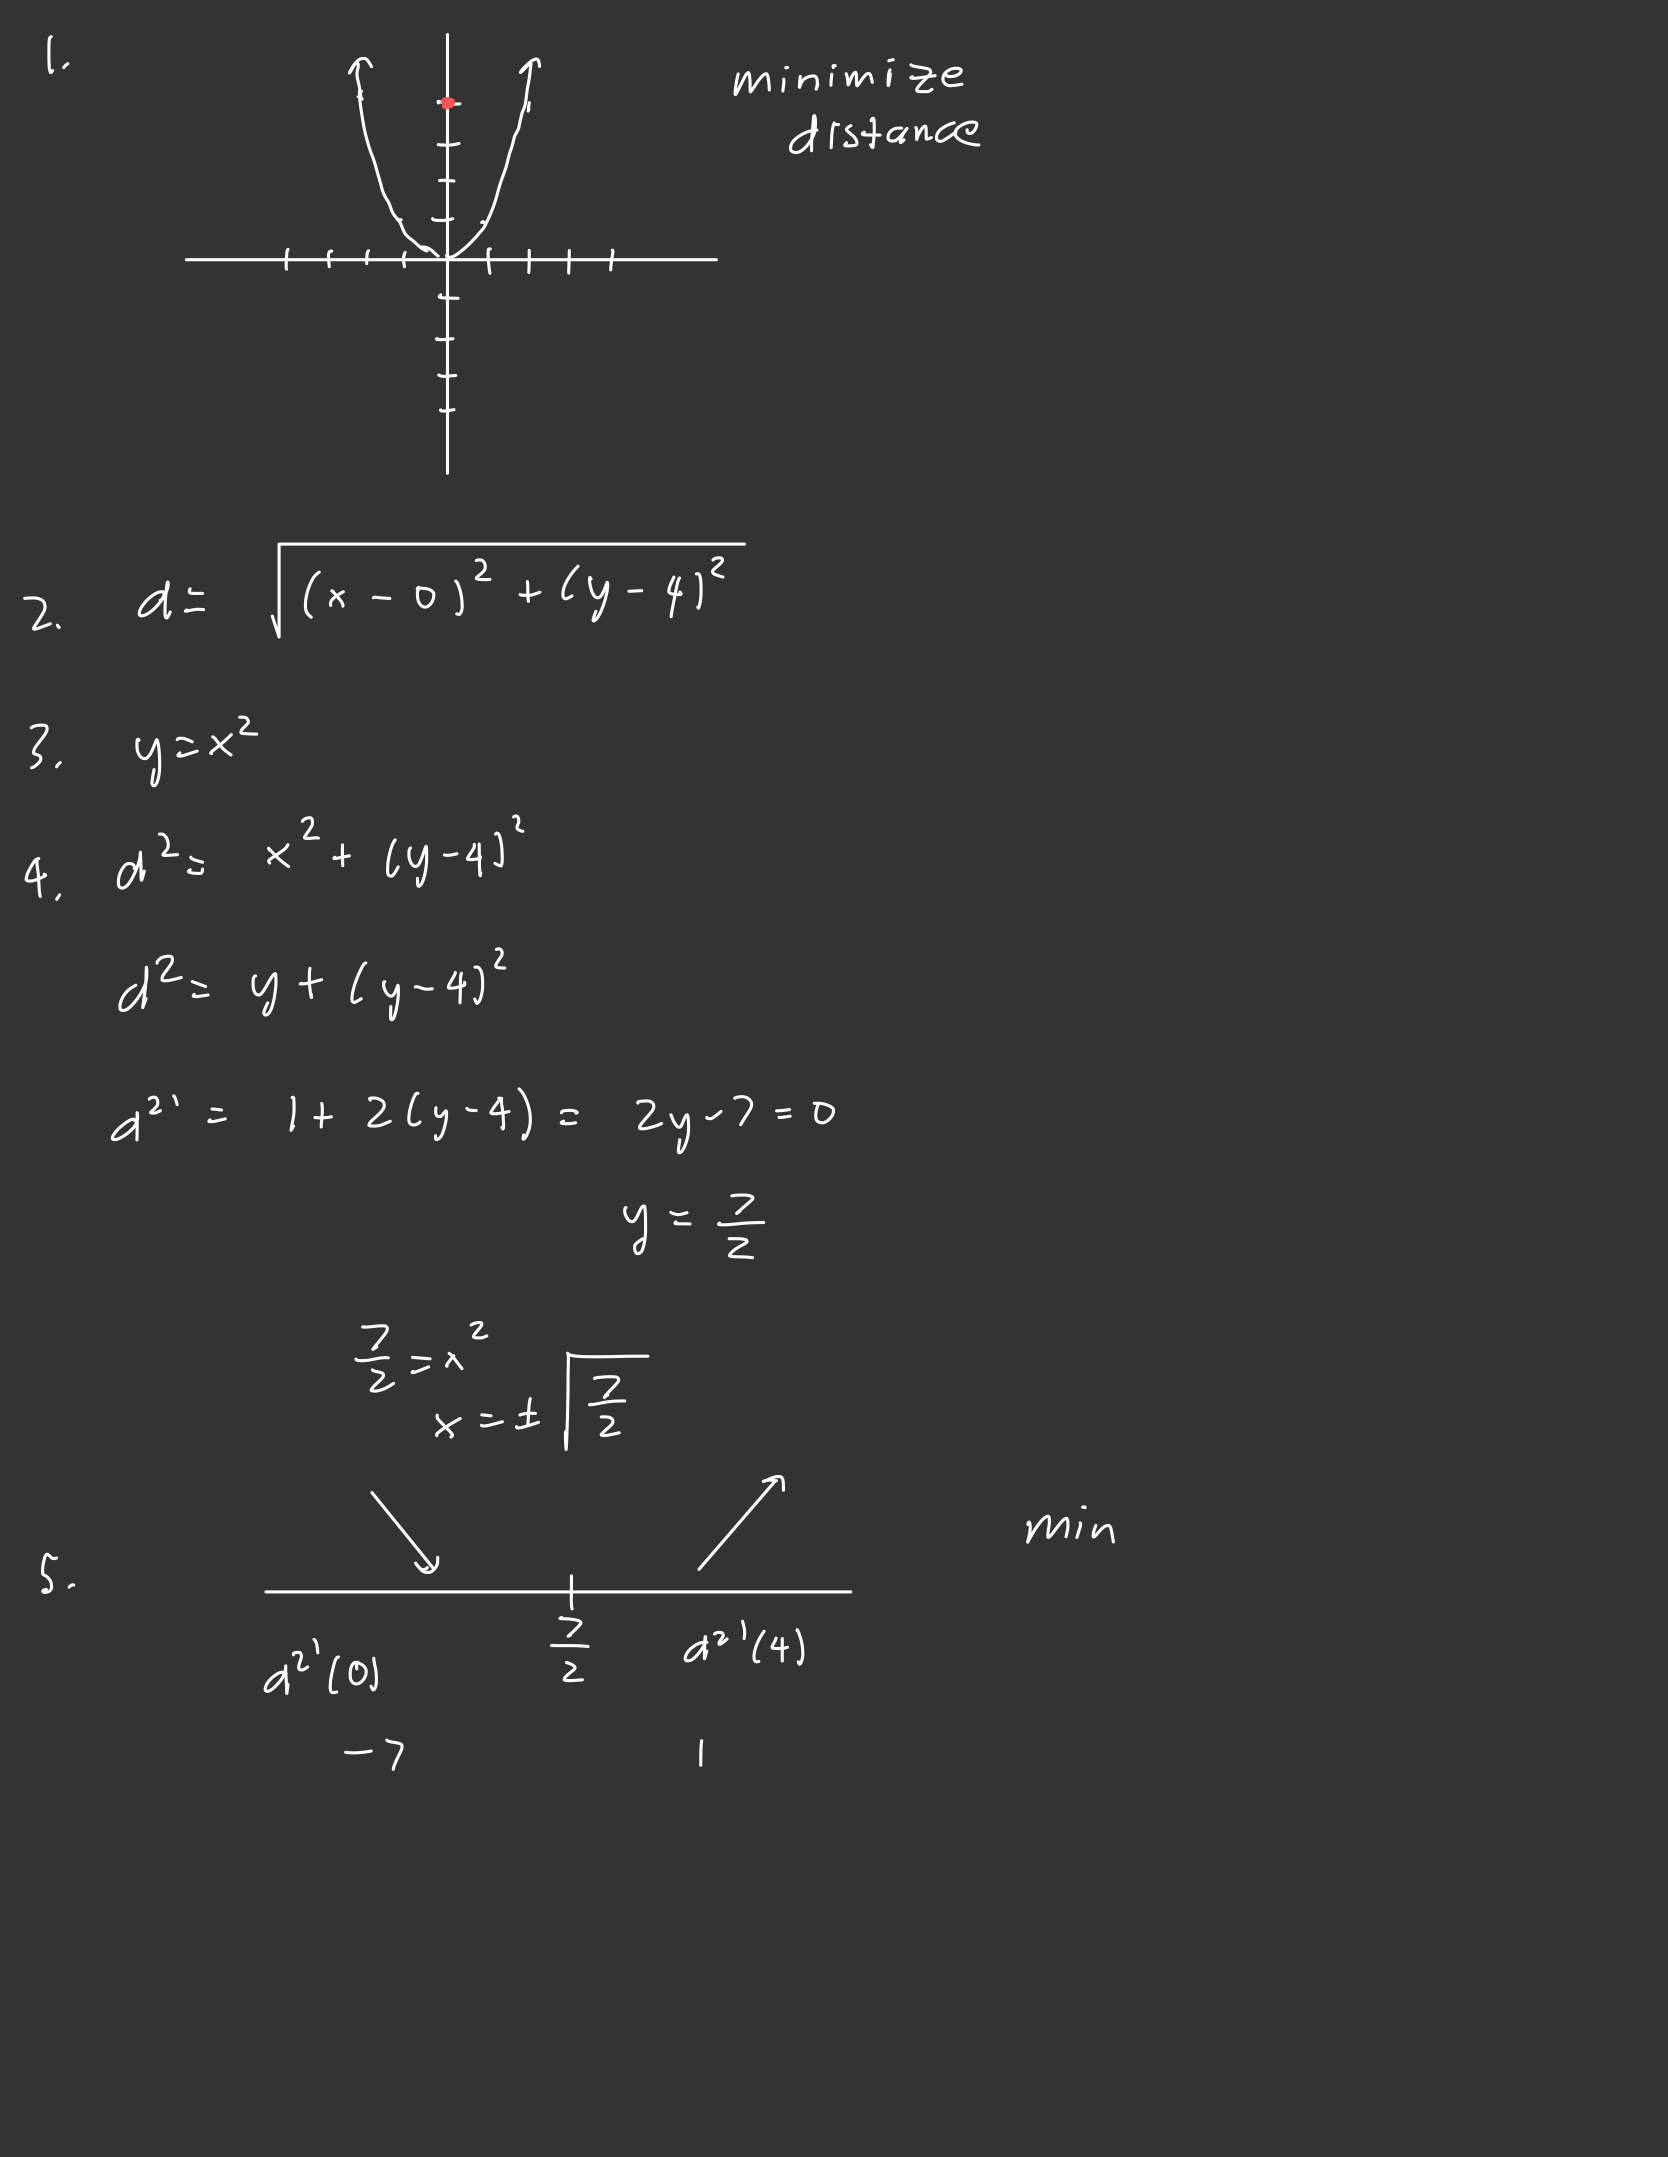 1.
minimize
distance
2. d = √((x - 0)² + (y - 4)²)
3. y = x²
4. d² = x² + (y-4)²
d² = y + (y-4)²
d²' = 1 + 2(y-4) = 2y-7 = 0
y = 7/2
7/2 = x²
x = ± √(7/2)
min
5.
d²'(0) 7/2 d²'(4)
-7 1